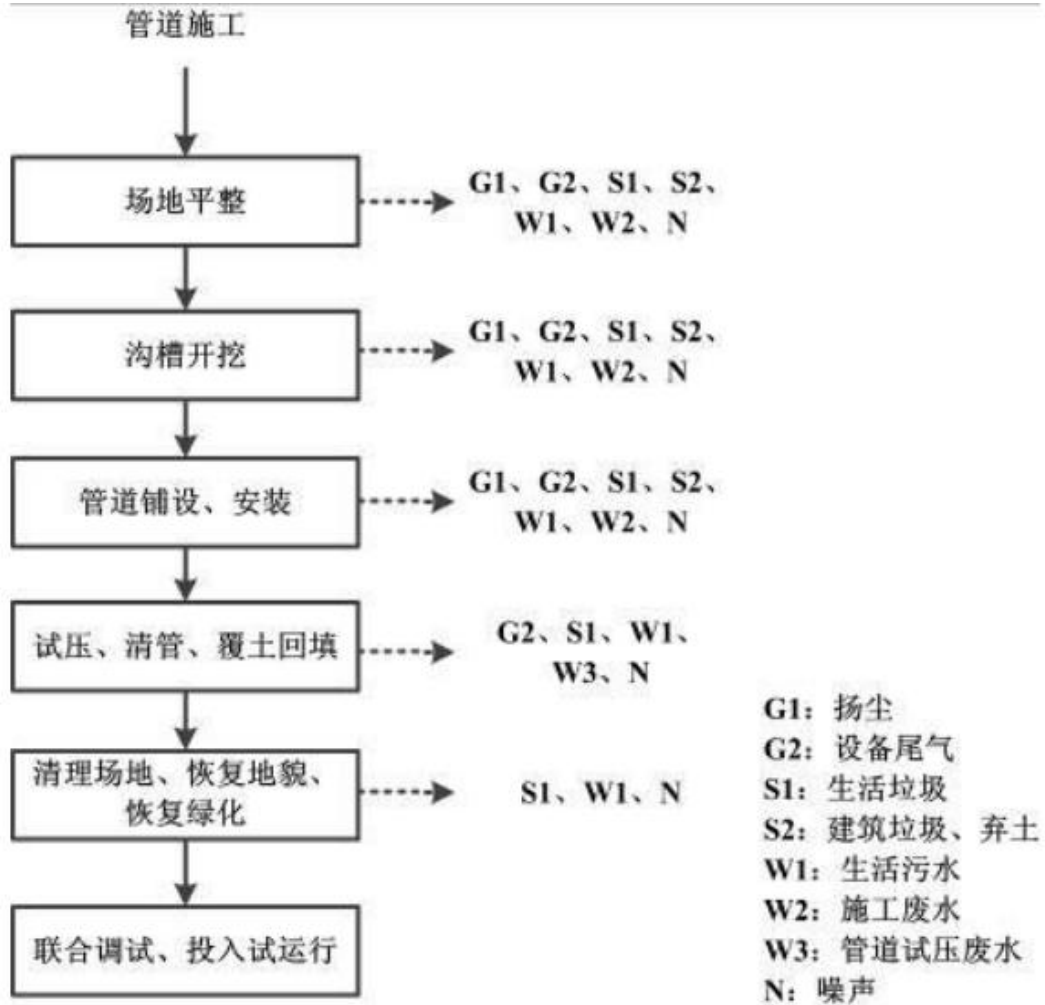 管道施工
场地平整
G1、G2、S1、S2、
W1、W2、N
沟槽开挖
G1、G2、S1、S2、
W1、W2、N
管道铺设、安装
G1、G2、S1、S2、
W1、W2、N
试压、清管、覆土回填
G2、S1、W1、
W3、N
清理场地、恢复地貌、
恢复绿化
S1、W1、N
联合调试、投入试运行
G1：扬尘
G2：设备尾气
S1：生活垃圾
S2：建筑垃圾、弃土
W1：生活污水
W2：施工废水
W3：管道试压废水
N：噪声